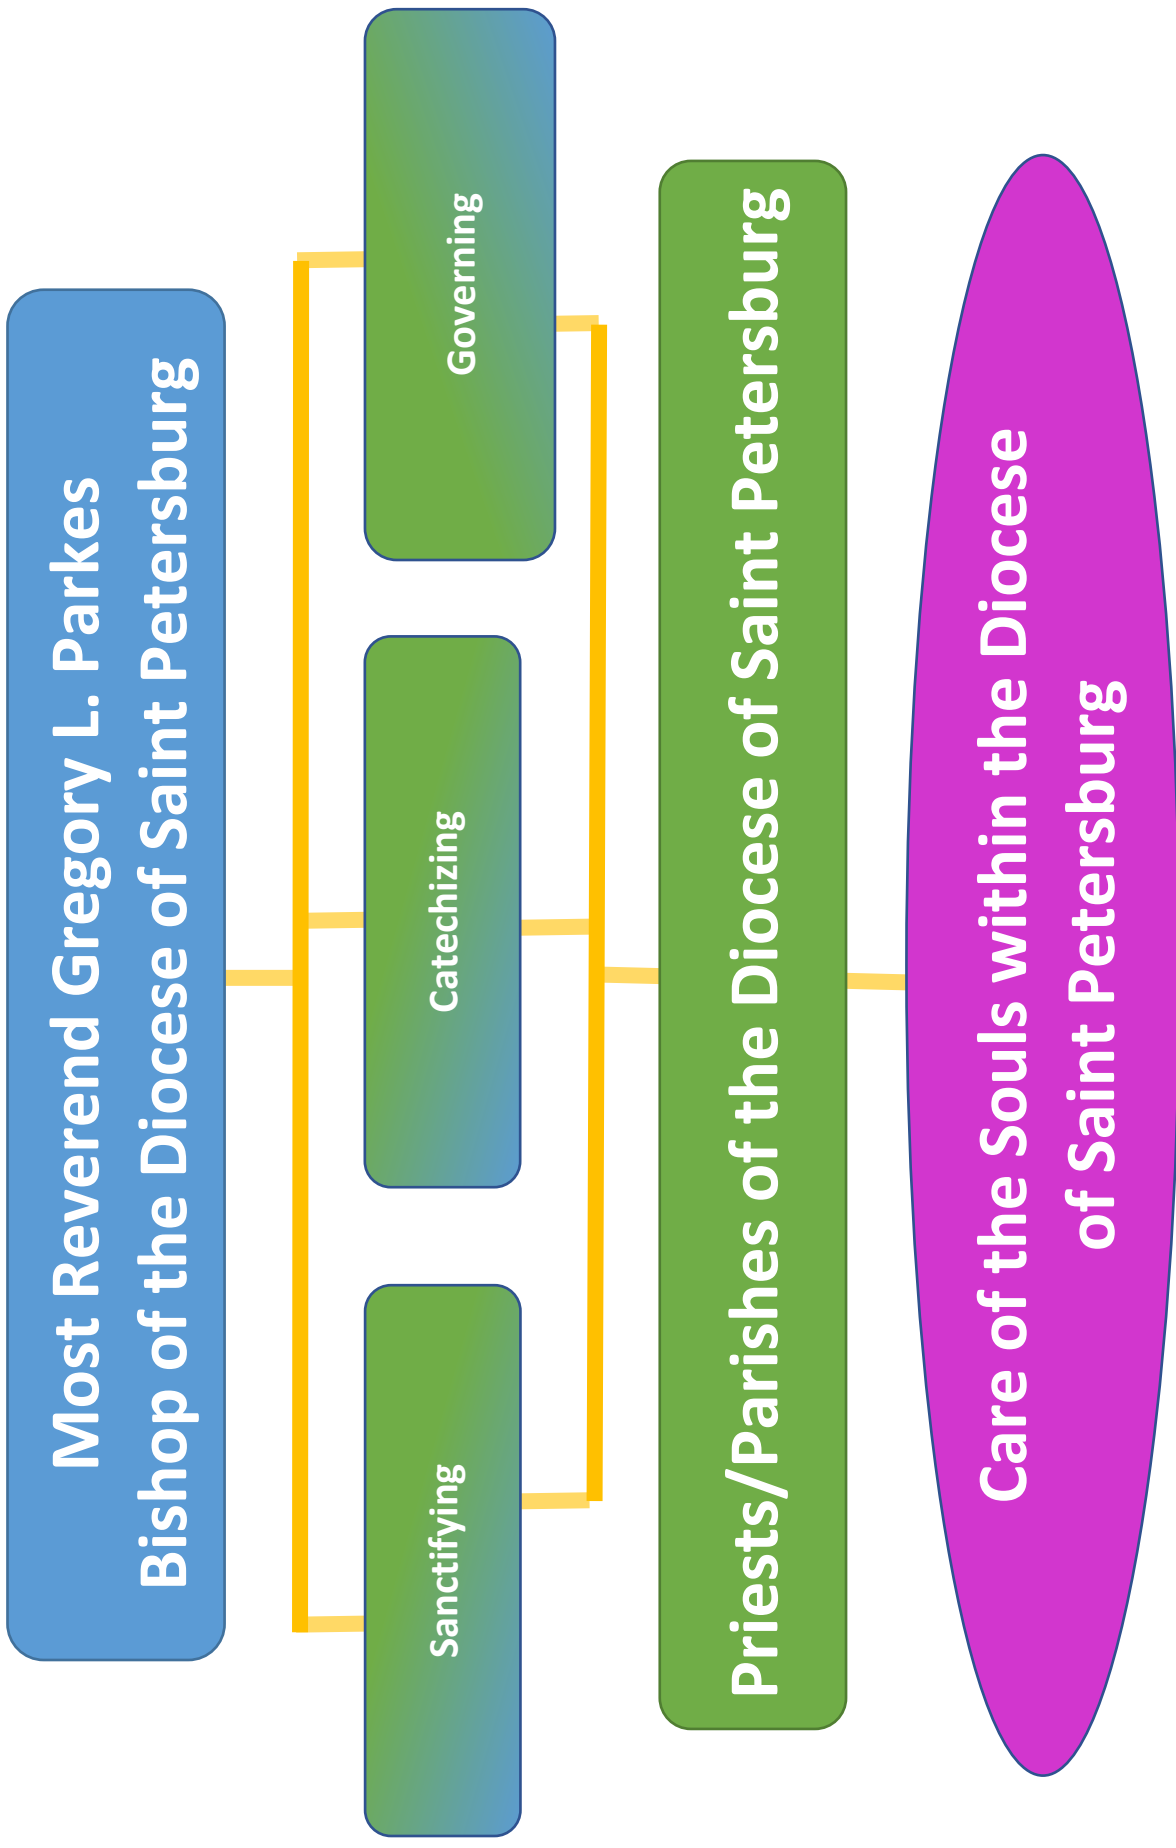 Most Reverend Gregory L. Parkes
Bishop of the Diocese of Saint Petersburg
Sanctifying
Catechizing
Governing
Priests/Parishes of the Diocese of Saint Petersburg
Care of the Souls within the Diocese
of Saint Petersburg